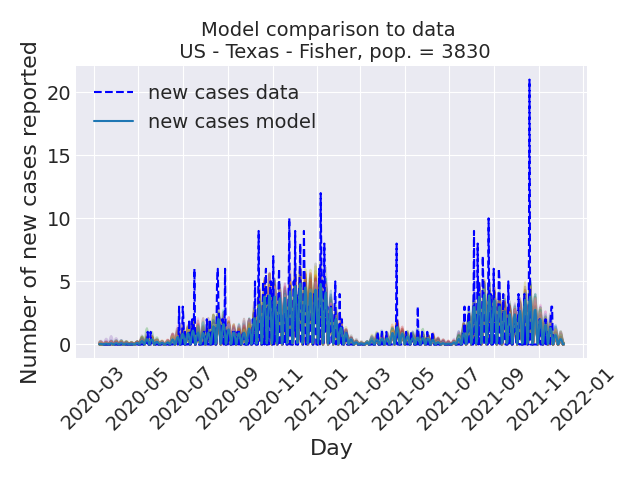 Model comparison to data
US - Texas - Fisher, pop. = 3830
Number of new cases reported
20
15
10
5
0
new cases data
new cases model
2020-03
2020-05
2020-07
2020-09
2020-11
2021-01
2021-03
2021-05
2021-07
2021-09
2021-11
2022-01
Day